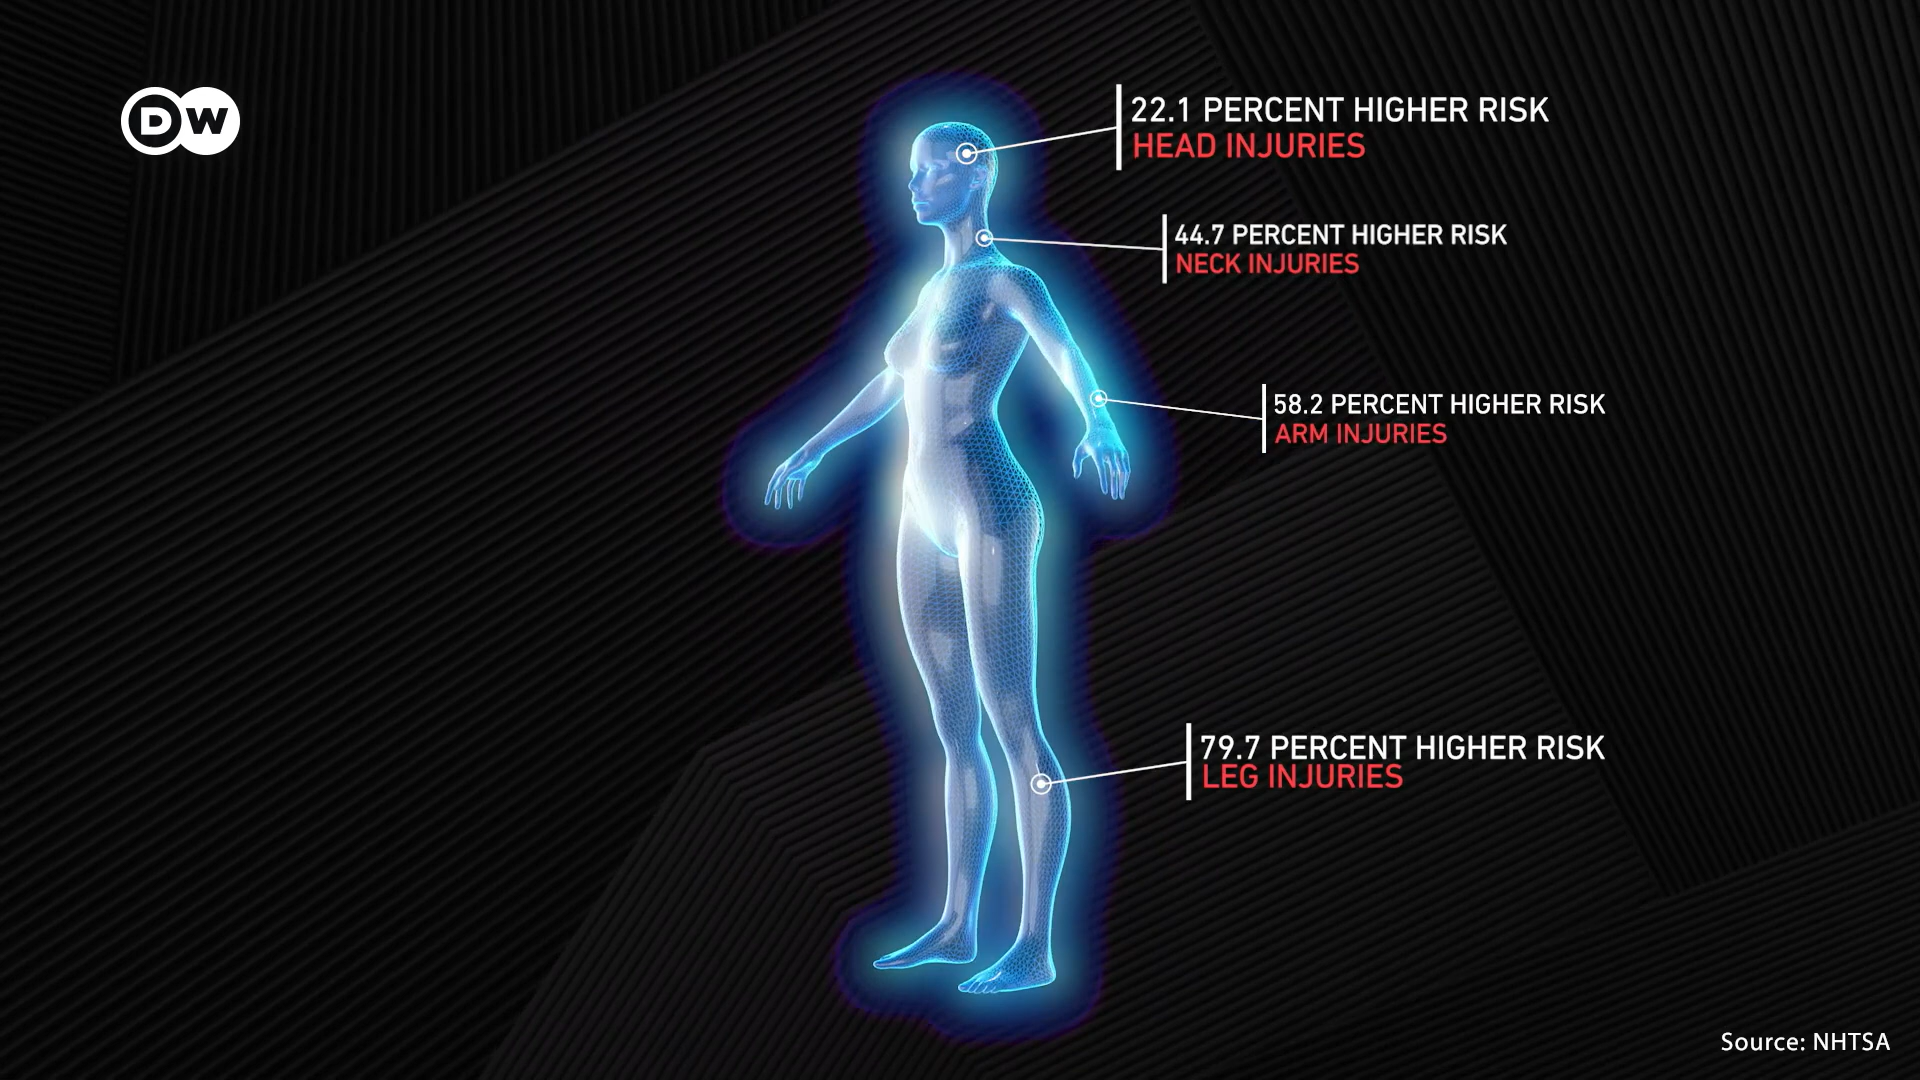 DW
22.1 PERCENT HIGHER RISK
HEAD INJURIES
44.7 PERCENT HIGHER RISK
NECK INJURIES
58.2 PERCENT HIGHER RISK
ARM INJURIES
79.7 PERCENT HIGHER RISK
LEG INJURIES
Source: NHTSA